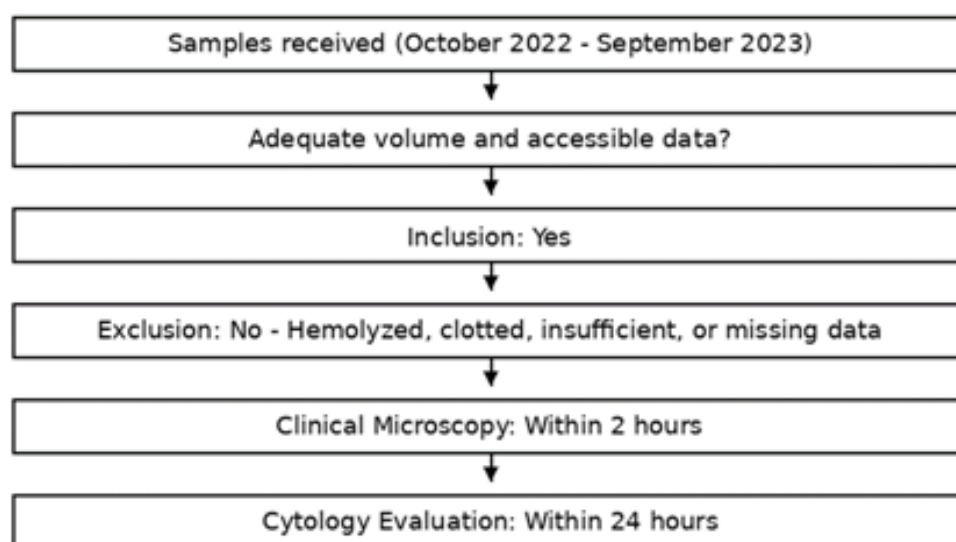 Samples received (October 2022 - September 2023)
Adequate volume and accessible data?
Inclusion: Yes
Exclusion: No - Hemolyzed, clotted, insufficient, or missing data
Clinical Microscopy: Within 2 hours
Cytology Evaluation: Within 24 hours